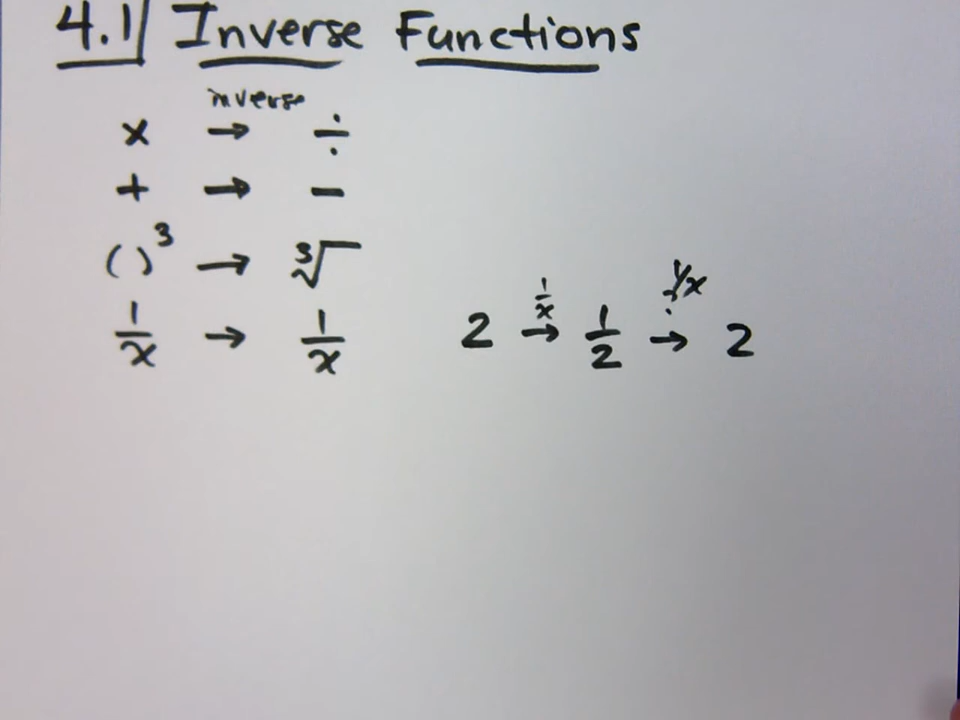 4.1 Inverse Functions
inverse
× → ÷
+ → −
( )³ → ∛
1/x → 1/x
2 →(1/x) 1/2 →(1/x) 2